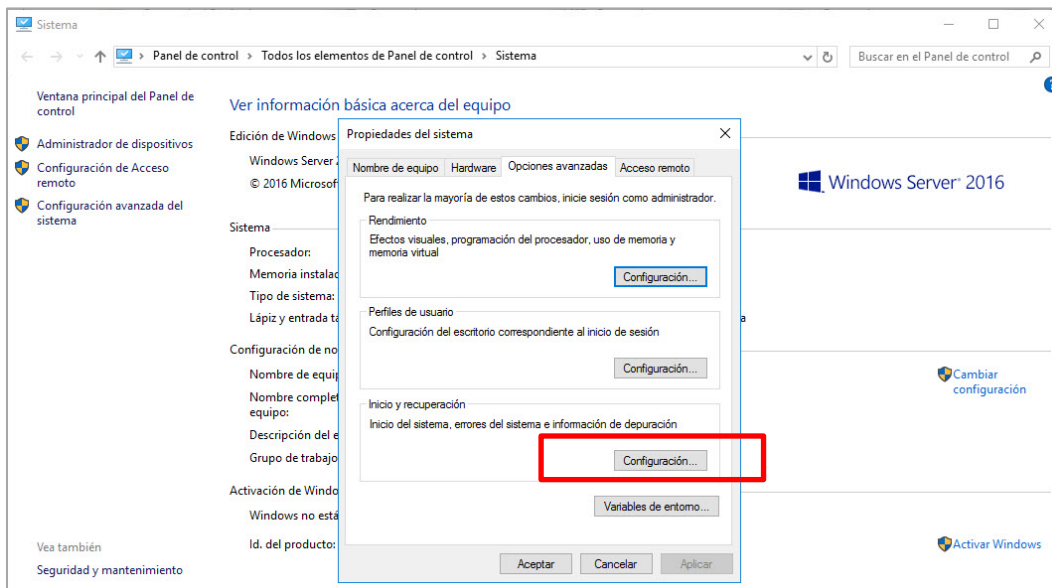 Sistema
Panel de control > Todos los elementos de Panel de control > Sistema
Buscar en el Panel de control
Ventana principal del Panel de
control
Administrador de dispositivos
Configuración de Acceso
remoto
Configuración avanzada del
sistema
Vea también
Seguridad y mantenimiento
Ver información básica acerca del equipo
Edición de Windows
Windows Server
© 2016 Microsof
Windows Server 2016
Sistema
Procesador:
Memoria instalad
Tipo de sistema:
Lápiz y entrada tá
a
Configuración de no
Nombre de equip
Nombre complet
equipo:
Descripción del e
Grupo de trabajo
Cambiar
configuración
Activación de Windo
Windows no está
Id. del producto:
Activar Windows
Propiedades del sistema
Nombre de equipo
Hardware
Opciones avanzadas
Acceso remoto
Para realizar la mayoría de estos cambios, inicie sesión como administrador.
Rendimiento
Efectos visuales, programación del procesador, uso de memoria y
memoria virtual
Configuración...
Perfiles de usuario
Configuración del escritorio correspondiente al inicio de sesión
Configuración...
Inicio y recuperación
Inicio del sistema, errores del sistema e información de depuración
Configuración...
Variables de entorno...
Aceptar
Cancelar
Aplicar